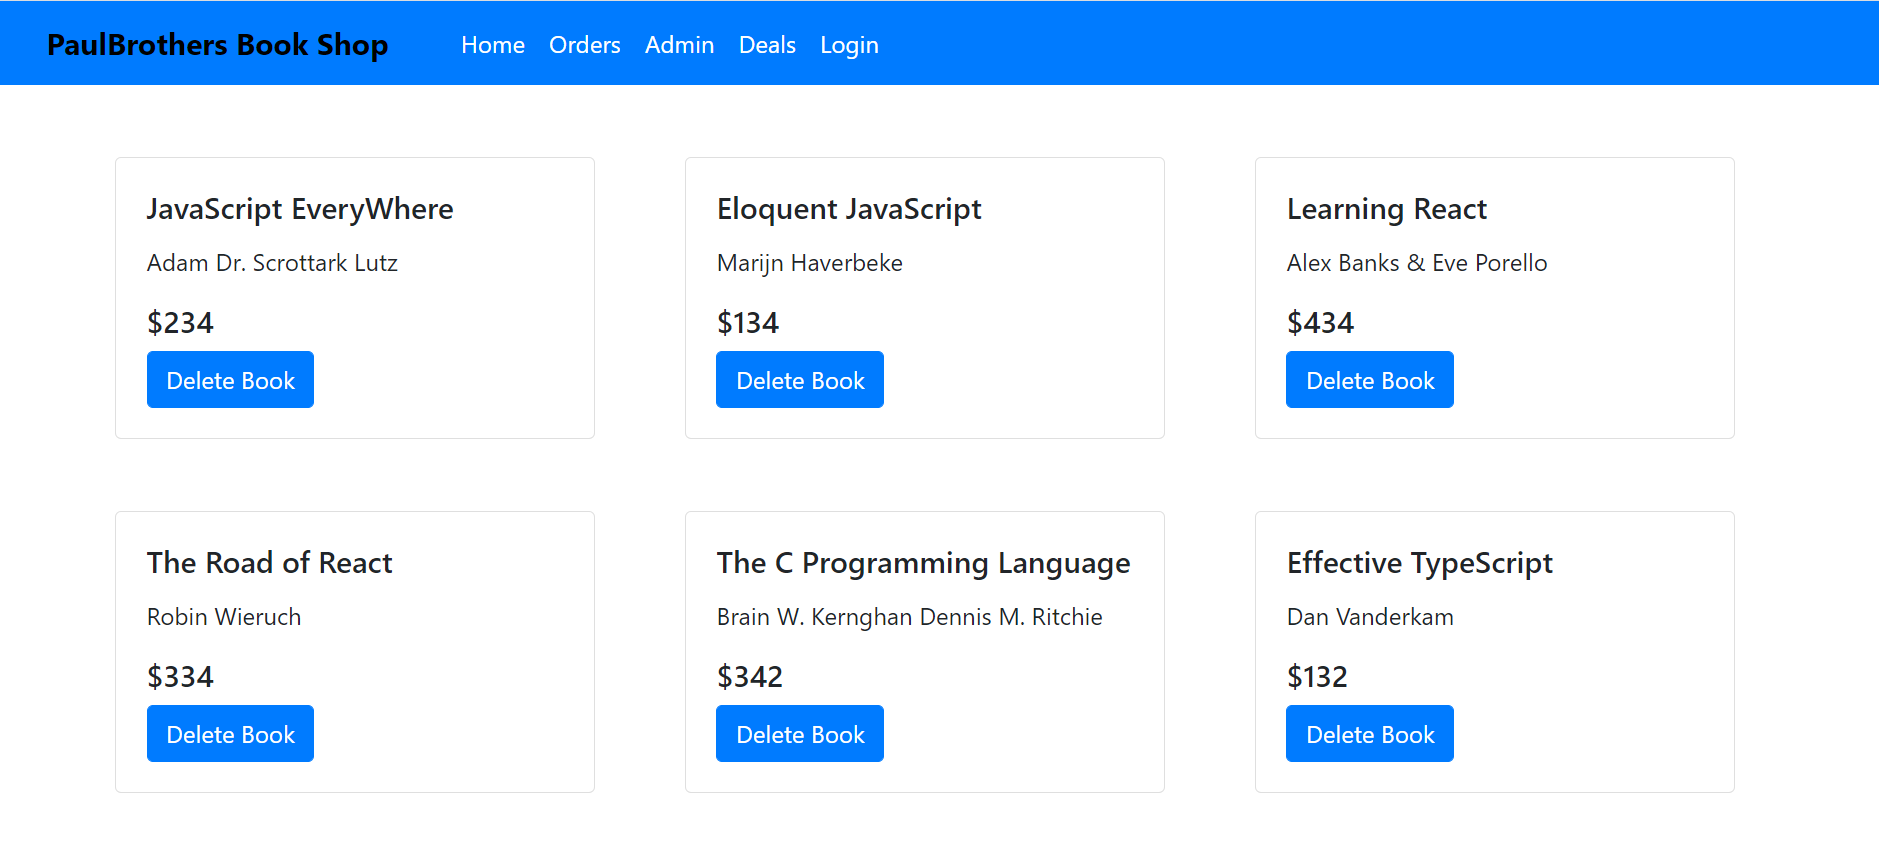 PaulBrothers Book Shop Home Orders Admin Deals Login
JavaScript EveryWhere
Adam Dr. Scrottark Lutz
$234
Delete Book
Eloquent JavaScript
Marijn Haverbeke
$134
Delete Book
Learning React
Alex Banks & Eve Porello
$434
Delete Book
The Road of React
Robin Wieruch
$334
Delete Book
The C Programming Language
Brain W. Kernghan Dennis M. Ritchie
$342
Delete Book
Effective TypeScript
Dan Vanderkam
$132
Delete Book